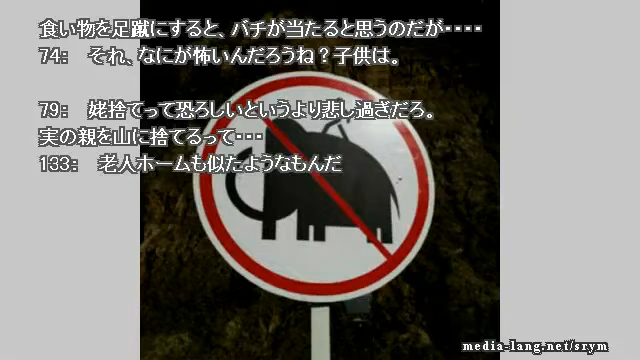 食い物を足蹴にすると、バチが当たると思うのだが・・・・
74: それ、なにが怖いんだろうね？子供は。
79: 姥捨てって恐ろしいというより悲し過ぎだろ。
実の親を山に捨てるって・・・
133: 老人ホームも似たようなもんだ
media-lang.net/srym